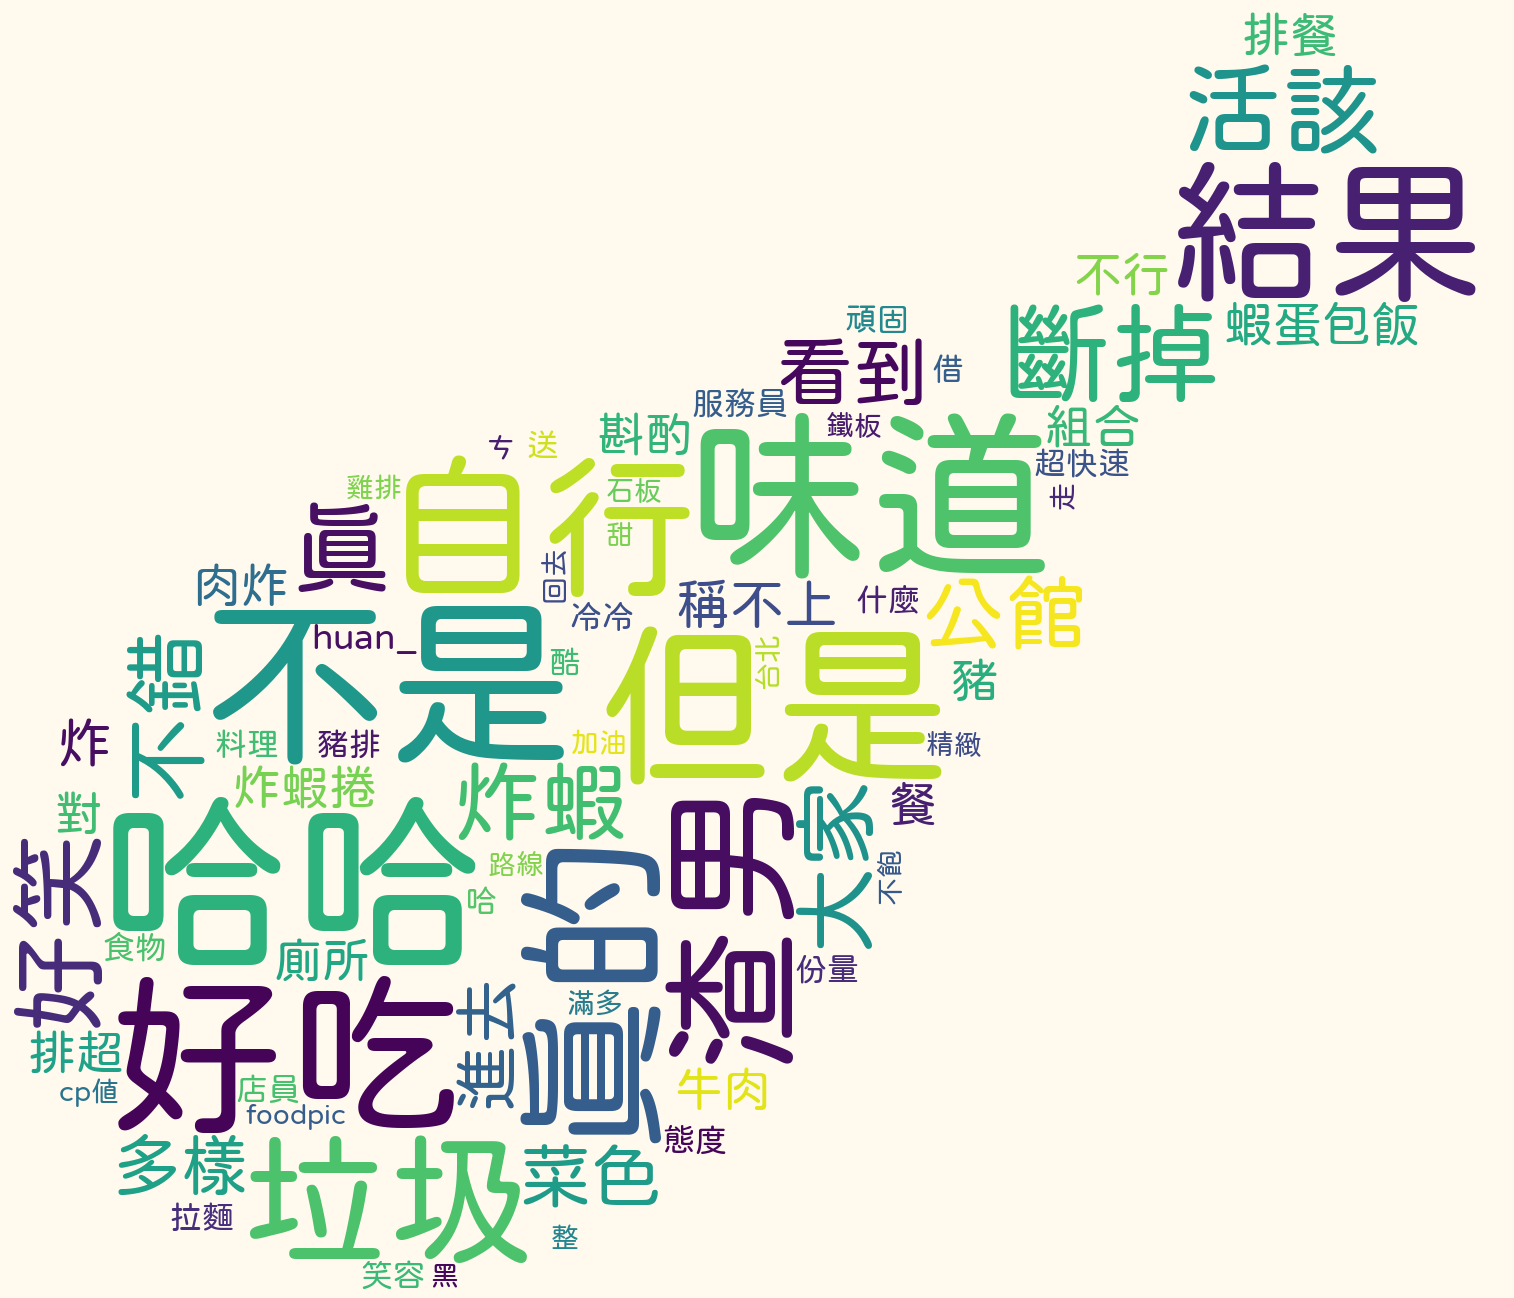 排餐
活該
結果
不行
斷掉
蝦蛋包飯
頑固
看到
借
服務員
鐵板
組合
斟酌
味道
超快速
走
ㄘ
送
雞排
自行
石板
甜
眞
回去
肉炸
冷冷
稱不上
什麼
公館
不是
huan_
酷
但是
台北
豬
不錯
炸
料理
豬排
加油
精緻
炸蝦捲
炸蝦
大家
餐
對
哈哈
路線
哈
眞的
渣男
不飽
好笑
食物
廁所
份量
好吃
進去
滿多
排超
cp値
店員
foodpic
牛肉
態度
多樣
垃圾
菜色
拉麵
整
笑容
黑